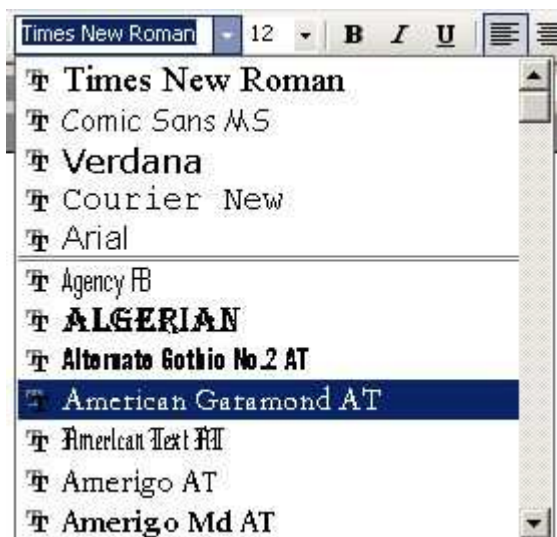 Times New Roman 12 B I U
Times New Roman
Comic Sans MS
Verdana
Courier New
Arial
Agency FB
ALGERIAN
Alternate Gothic No.2 AT
American Garamond AT
American Text AT
Amerigo AT
Amerigo Md AT